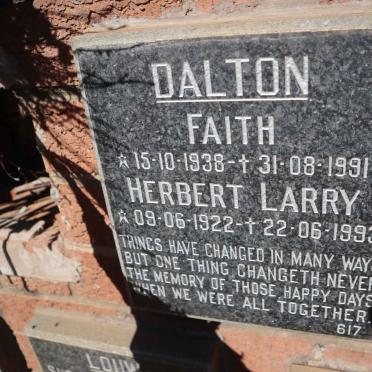 DALTON
FAITH
☆ 15-10-1938-✝ 31-08-1991
HERBERT LARRY
☆ 09-06-1922-✝ 22-06-1993
THINGS HAVE CHANGED IN MANY WAY
BUT ONE THING CHANGETH NEVER
THE MEMORY OF THOSE HAPPY DAYS
WHEN WE WERE ALL TOGETHER.
617
LOUW